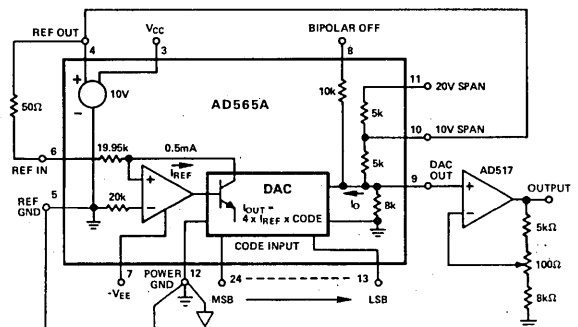 REF OUT
4
VCC
3
BIPOLAR OFF
8
11
20V SPAN
10
10V SPAN
9
DAC OUT
AD517
OUTPUT
50Ω
+
10V
-
AD565A
10k
5k
5k
8k
6
REF IN
19.95k
0.5mA
IREF
+
-
5
REF GND
20k
DAC
IOUT =
4 x IREF x CODE
CODE INPUT
IO
+
-
5kΩ
100Ω
8kΩ
7
-VEE
POWER GND
12
24
13
MSB
LSB